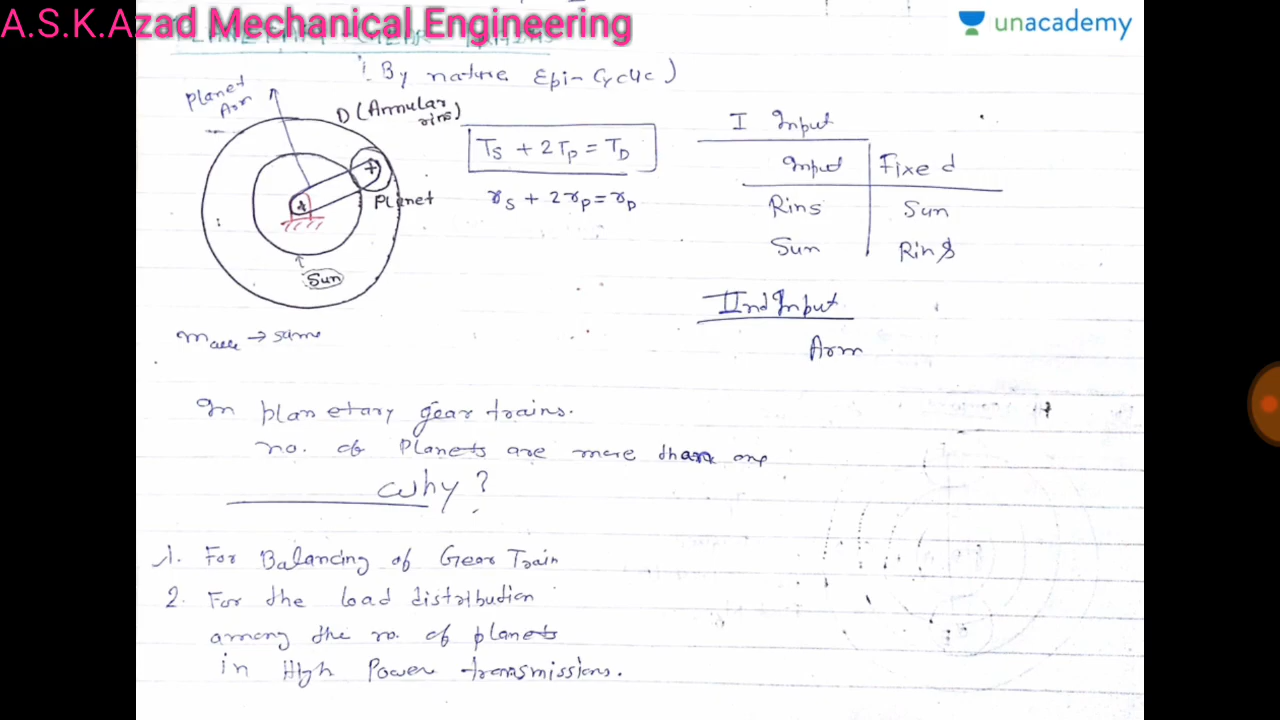 A.S.K.Azad Mechanical Engineering
unacademy
(By nature Epi-Cyclic)
Planet
Arm
D (Annular
ring)
Planet
Sun
Ts + 2Tp = TD
rs + 2rp = rD
I Input
Input Fixed
Ring Sun
Sun Ring
IInd Input
Arm
mall → same
In planetary gear trains.
no. of Planets are more than one
Why?
1. For Balancing of Gear Train
2. For the load distribution
among the no. of planets
in High Power transmissions.